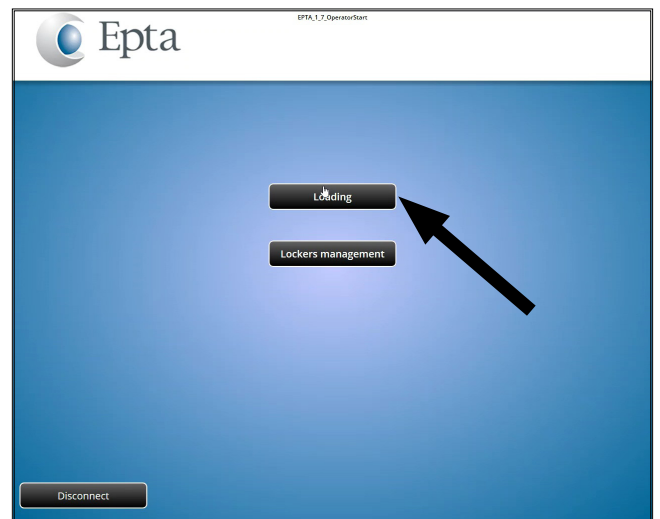 EPTA_1_7_OperatorStart
Epta
Loading
Lockers management
Disconnect